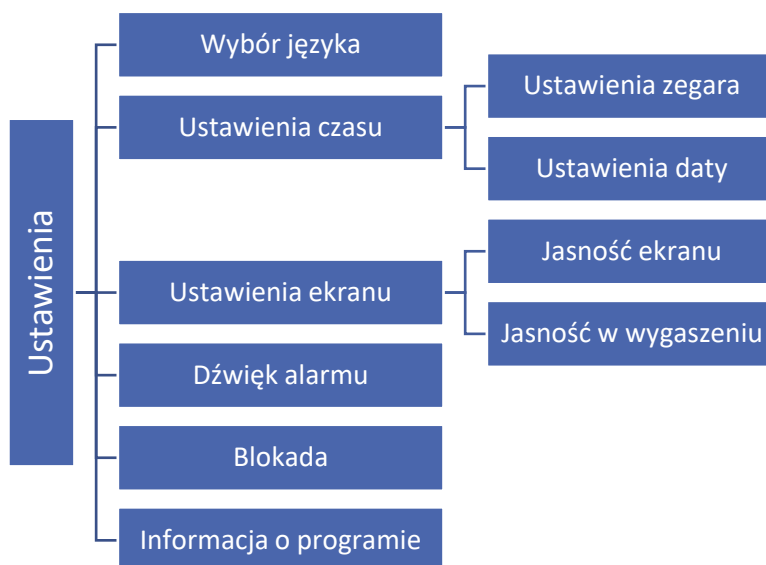 Ustawienia
Wybór języka
Ustawienia czasu
Ustawienia zegara
Ustawienia daty
Ustawienia ekranu
Jasność ekranu
Jasność w wygaszeniu
Dźwięk alarmu
Blokada
Informacja o programie